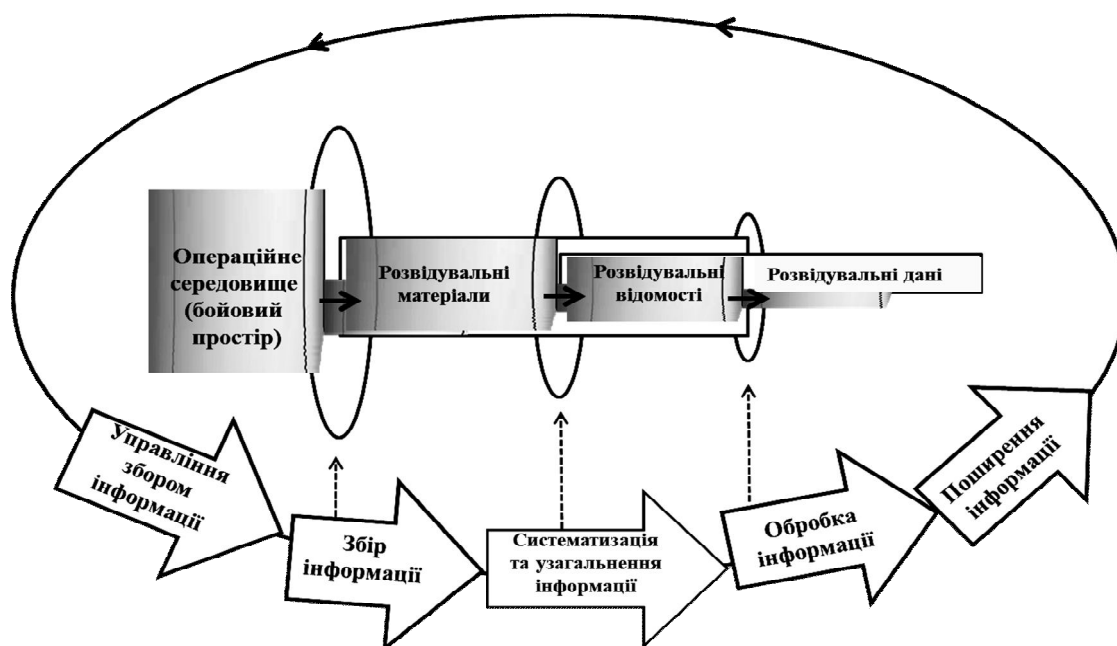 Операційне
середовище
(бойовий
простір)
Розвідувальні
матеріали
Розвідувальні
відомості
Розвідувальні дані
Управління
збором
інформації
Збір
інформації
Систематизація
та узагальнення
інформації
Обробка
інформації
Поширення
інформації